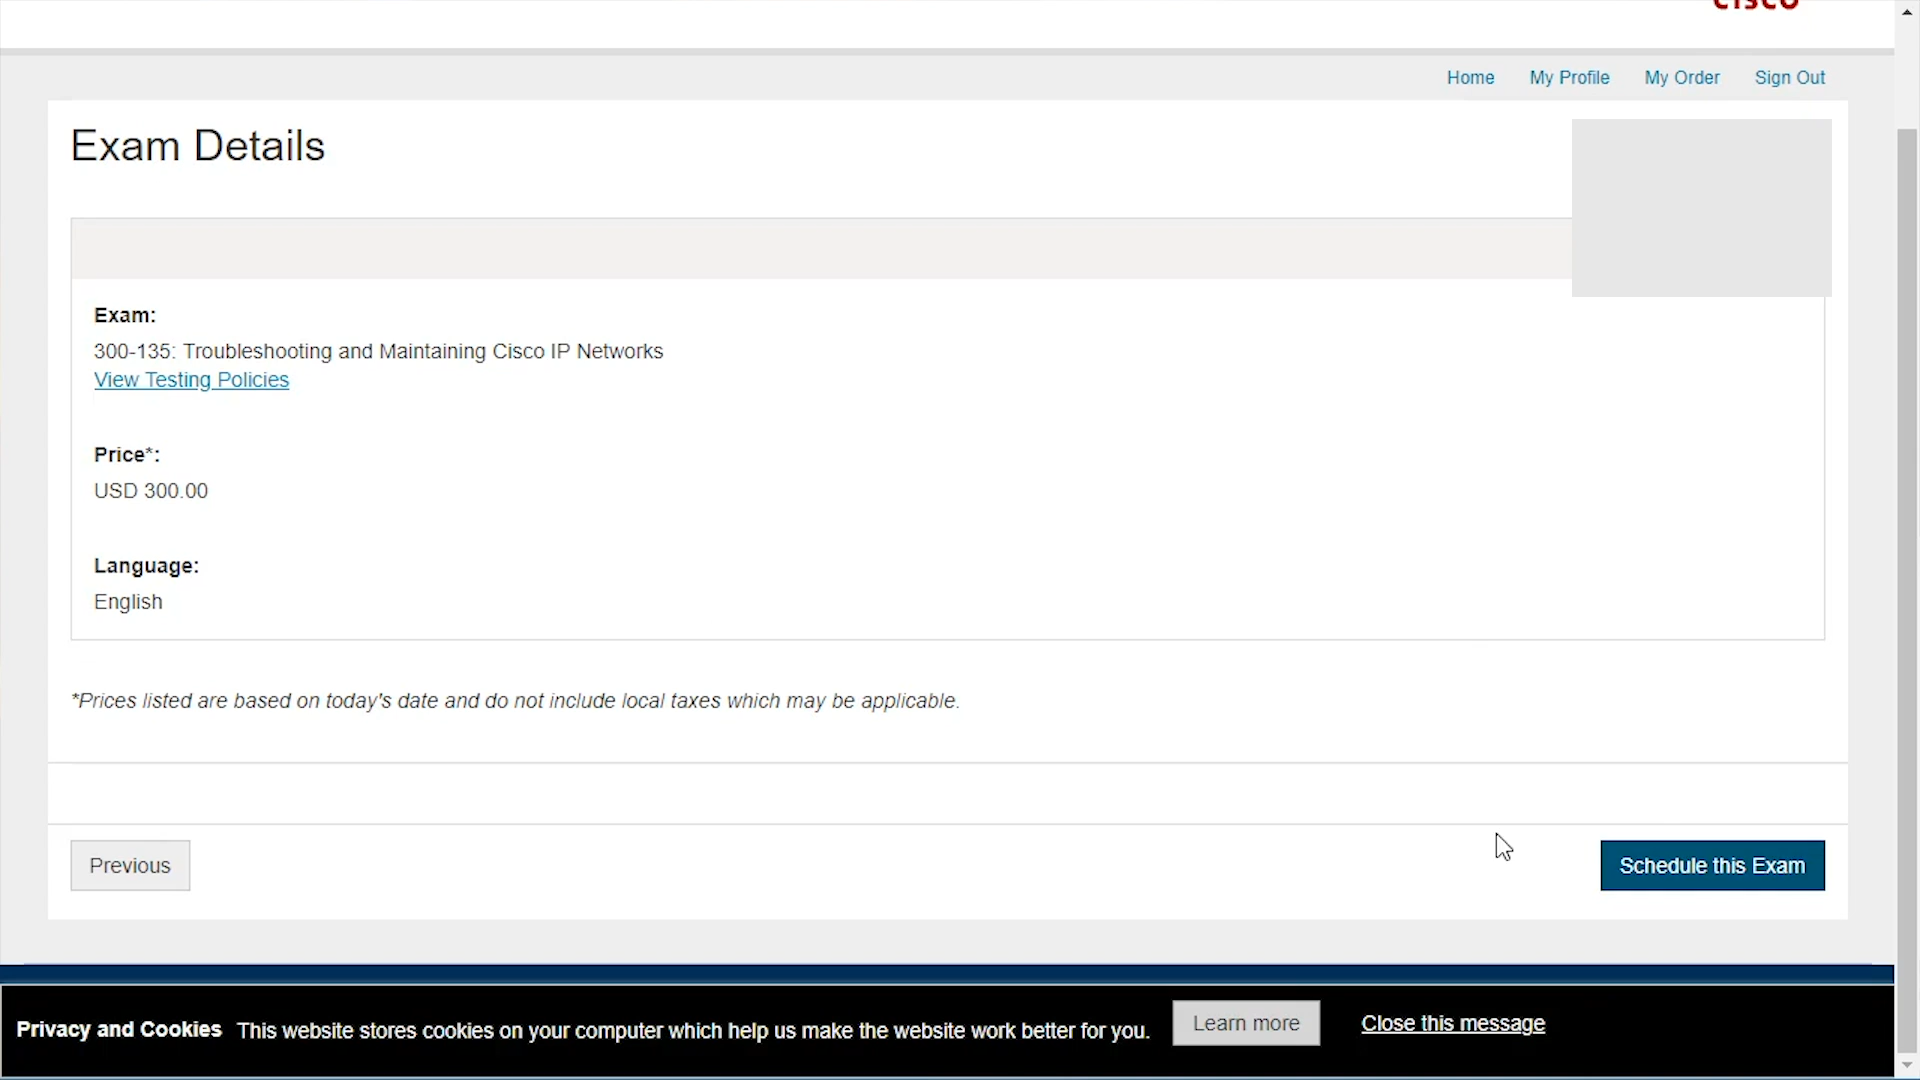 cisco
Home My Profile My Order Sign Out
Exam Details
Exam:
300-135: Troubleshooting and Maintaining Cisco IP Networks
View Testing Policies
Price*:
USD 300.00
Language:
English
*Prices listed are based on today's date and do not include local taxes which may be applicable.
Previous Schedule this Exam
Privacy and Cookies This website stores cookies on your computer which help us make the website work better for you. Learn more Close this message